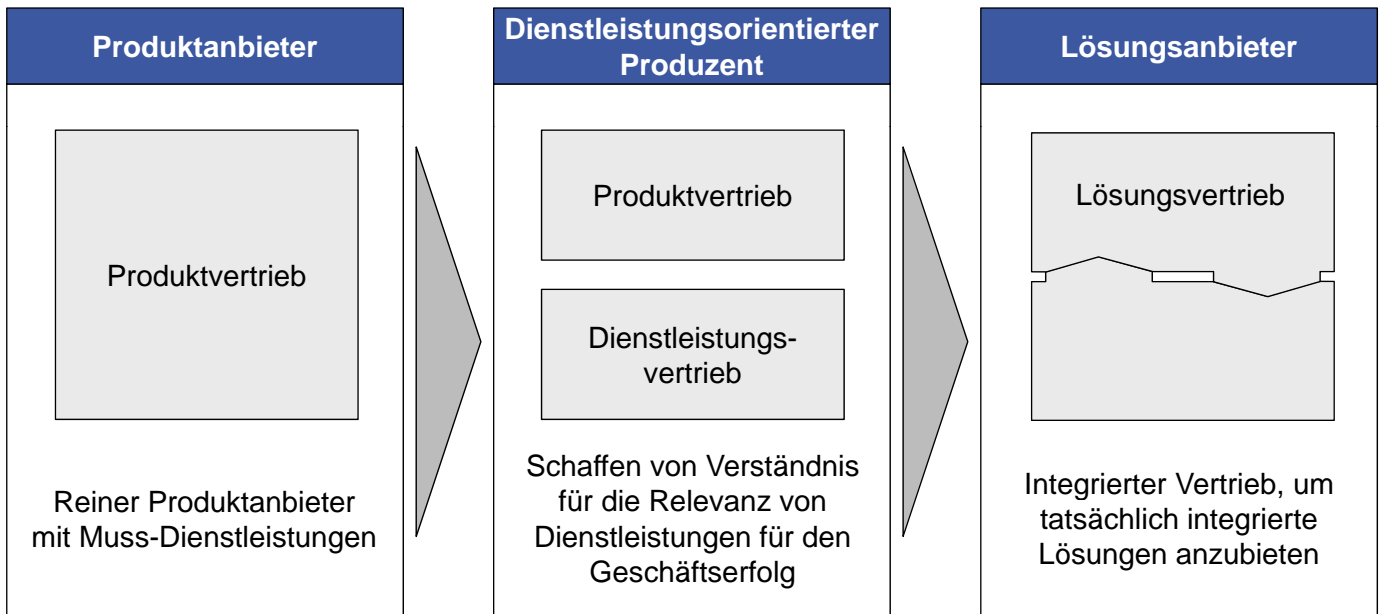 Produktanbieter
Produktvertrieb
Reiner Produktanbieter
mit Muss-Dienstleistungen
Dienstleistungsorientierter
Produzent
Produktvertrieb
Dienstleistungs-
vertrieb
Schaffen von Verständnis
für die Relevanz von
Dienstleistungen für den
Geschäftserfolg
Lösungsanbieter
Lösungsvertrieb
Integrierter Vertrieb, um
tatsächlich integrierte
Lösungen anzubieten